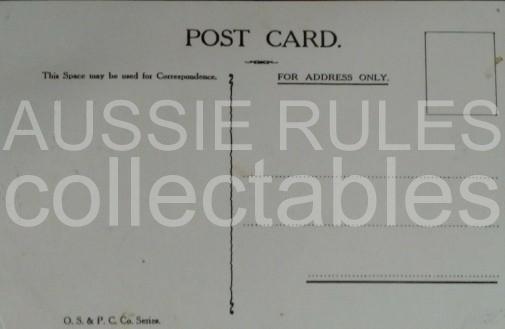 POST CARD.
This Space may be used for Correspondence.
FOR ADDRESS ONLY.
AUSSIE RULES
collectables
O. S. & P. C. Co. Series.